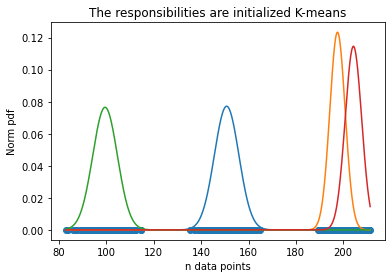 The responsibilities are initialized K-means
Norm pdf
0.12
0.10
0.08
0.06
0.04
0.02
0.00
80 100 120 140 160 180 200
n data points